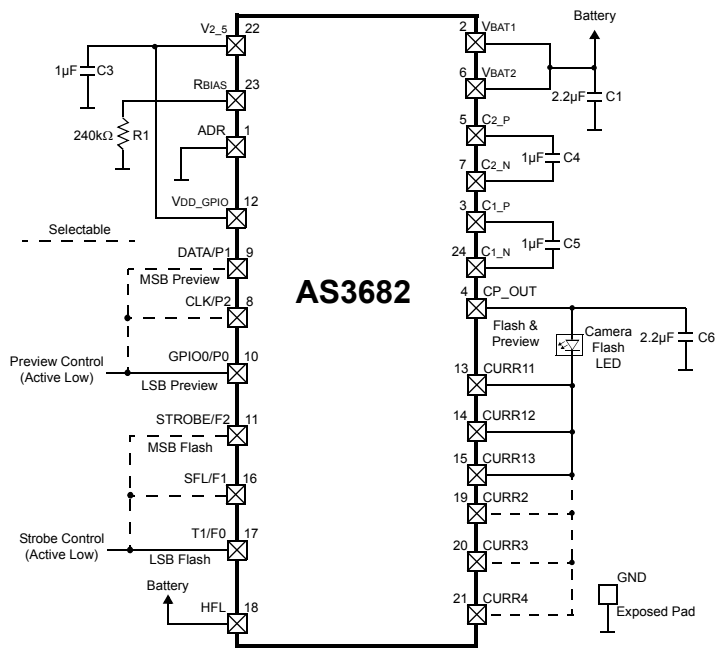 V2_5 22
1µF C3
RBIAS 23
240kΩ R1
ADR 1
VDD_GPIO 12
Selectable
DATA/P1 9
MSB Preview
CLK/P2 8
Preview Control
(Active Low)
GPIO0/P0 10
LSB Preview
STROBE/F2 11
MSB Flash
SFL/F1 16
Strobe Control
(Active Low)
T1/F0 17
LSB Flash
Battery
HFL 18
AS3682
Battery
2 VBAT1
6 VBAT2
2.2µF C1
5 C2_P
1µF C4
7 C2_N
3 C1_P
1µF C5
24 C1_N
4 CP_OUT
Flash &
Preview
Camera
Flash
LED
2.2µF C6
13 CURR11
14 CURR12
15 CURR13
19 CURR2
20 CURR3
21 CURR4
GND
Exposed Pad